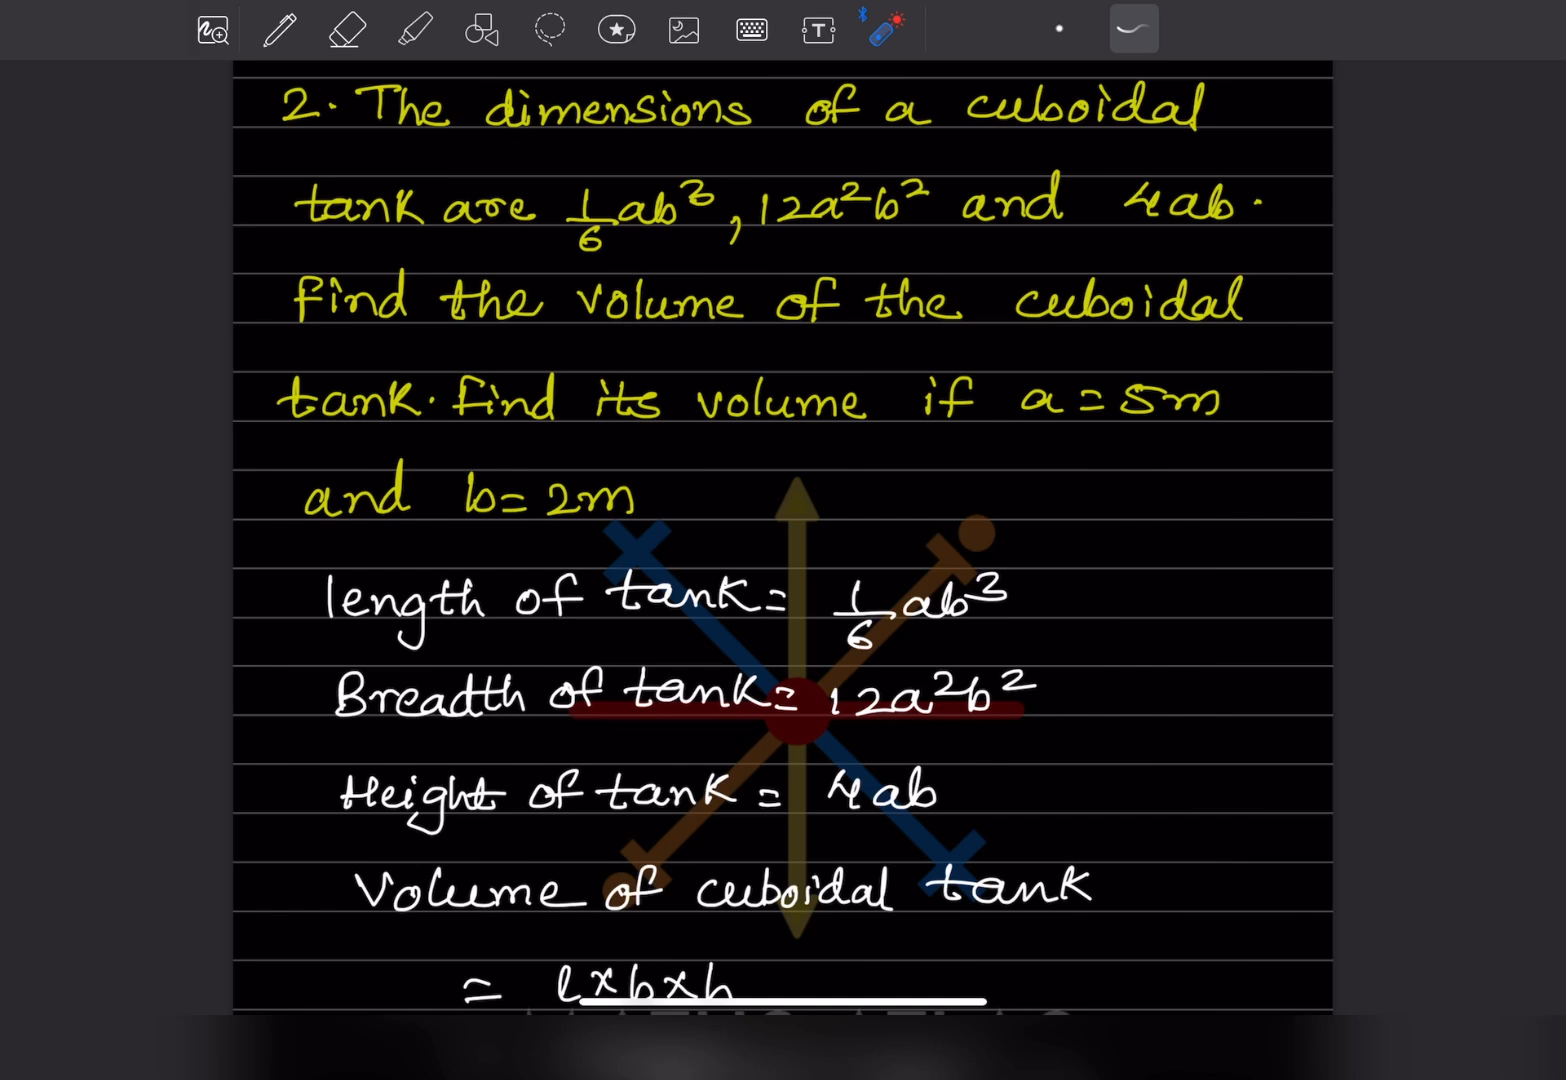 2. The dimensions of a cuboidal
tank are 1/6 ab³, 12a²b² and 4ab.
find the volume of the cuboidal
tank. find its volume if a = 5m
and b = 2m
length of tank = 1/6 ab³
Breadth of tank = 12a²b²
Height of tank = 4ab
Volume of cuboidal tank
= l×b×h